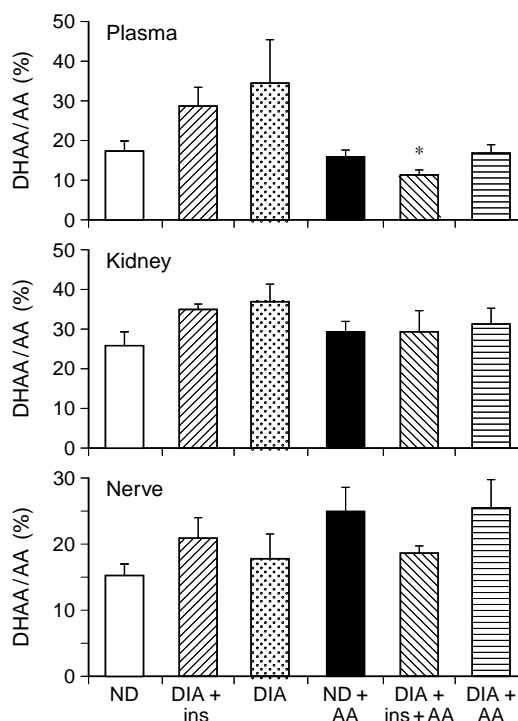 Plasma
DHAA/AA (%)
50
40
30
20
10
0
*
Kidney
DHAA/AA (%)
50
40
30
20
10
0
Nerve
DHAA/AA (%)
30
20
15
0
ND
DIA +
ins
DIA
ND +
AA
DIA +
ins + AA
DIA +
AA